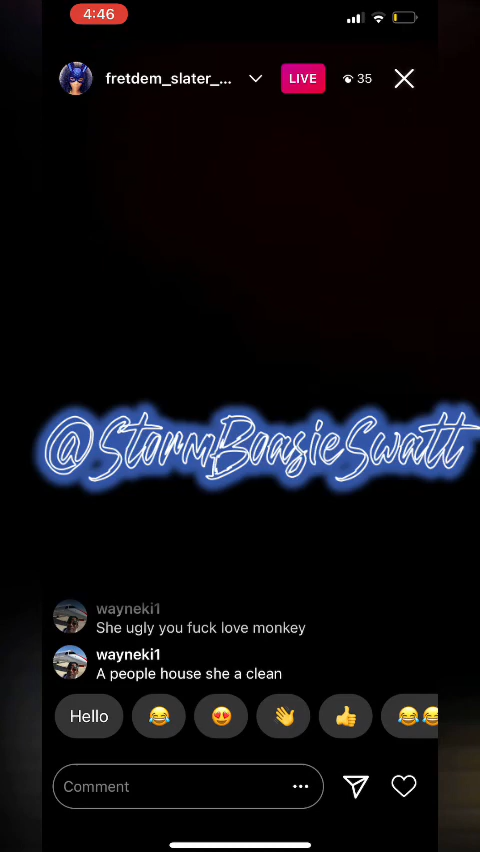 4:46
fretdem_slater_...
LIVE
35
@StormBoasieSwatt
wayneki1
She ugly you fuck love monkey
wayneki1
A people house she a clean
Hello
Comment